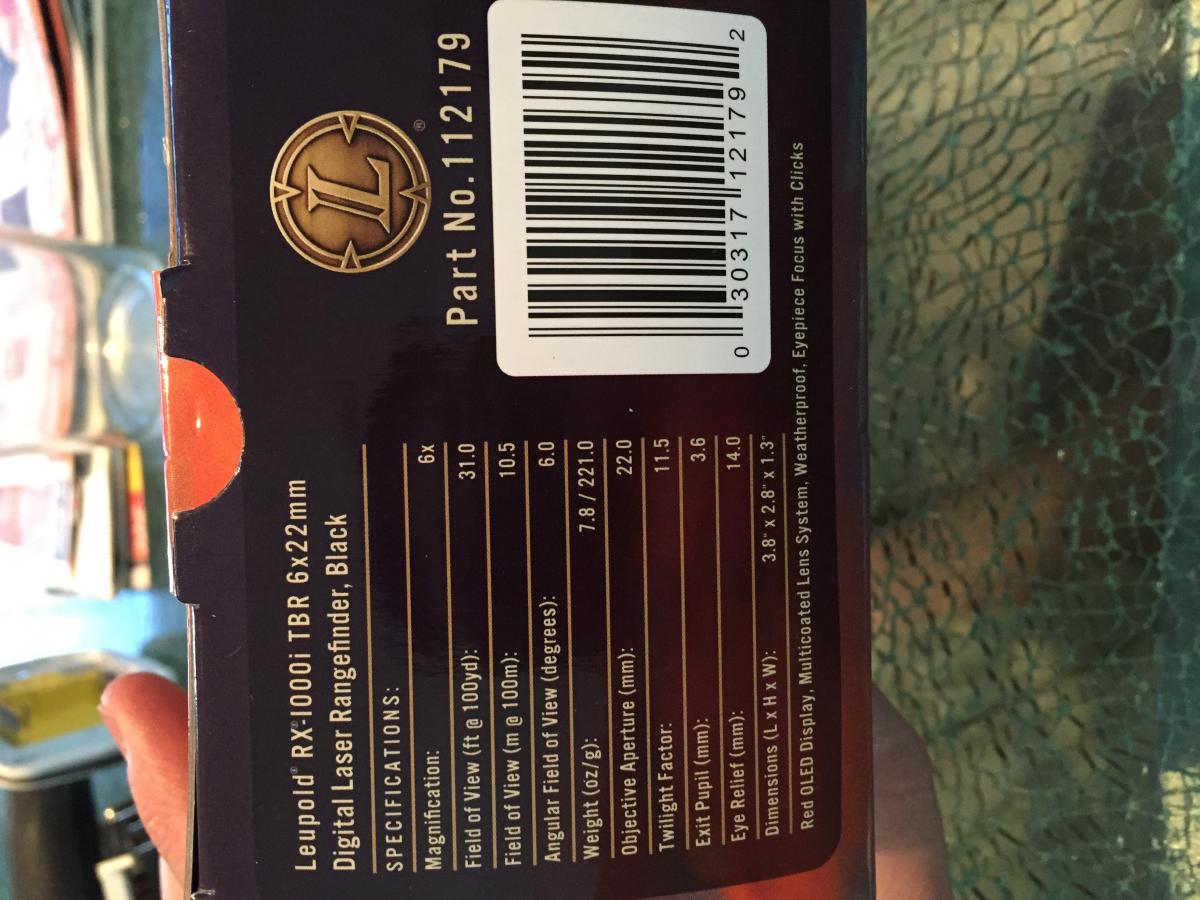 Leupold® RX®-1000i TBR 6x22mm
Digital Laser Rangefinder, Black
SPECIFICATIONS:
Magnification: 6x
Field of View (ft @ 100yd): 31.0
Field of View (m @ 100m): 10.5
Angular Field of View (degrees): 6.0
Weight (oz/g): 7.8 / 221.0
Objective Aperture (mm): 22.0
Twilight Factor: 11.5
Exit Pupil (mm): 3.6
Eye Relief (mm): 14.0
Dimensions (L x H x W): 3.8" x 2.8" x 1.3"
Red OLED Display, Multicoated Lens System, Weatherproof, Eyepiece Focus with Clicks
L®
Part No.112179
0 30317 12179 2